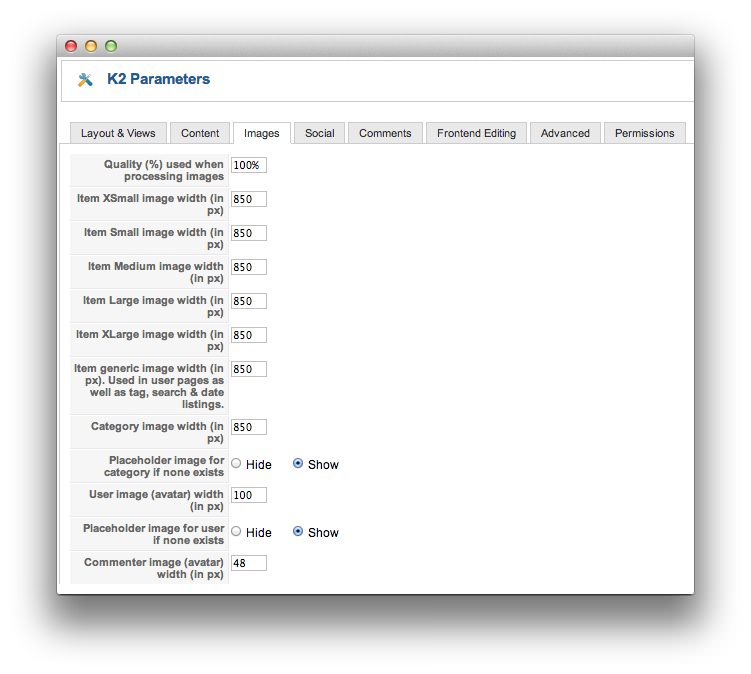 K2 Parameters
Layout & Views Content Images Social Comments Frontend Editing Advanced Permissions
Quality (%) used when 100%
processing images
Item XSmall image width (in 850
px)
Item Small image width (in 850
px)
Item Medium image width 850
(in px)
Item Large image width (in 850
px)
Item XLarge image width (in 850
px)
Item generic image width (in 850
px). Used in user pages as
well as tag, search & date
listings.
Category image width (in 850
px)
Placeholder image for Hide Show
category if none exists
User image (avatar) width 100
(in px)
Placeholder image for user Hide Show
if none exists
Commenter image (avatar) 48
width (in px)